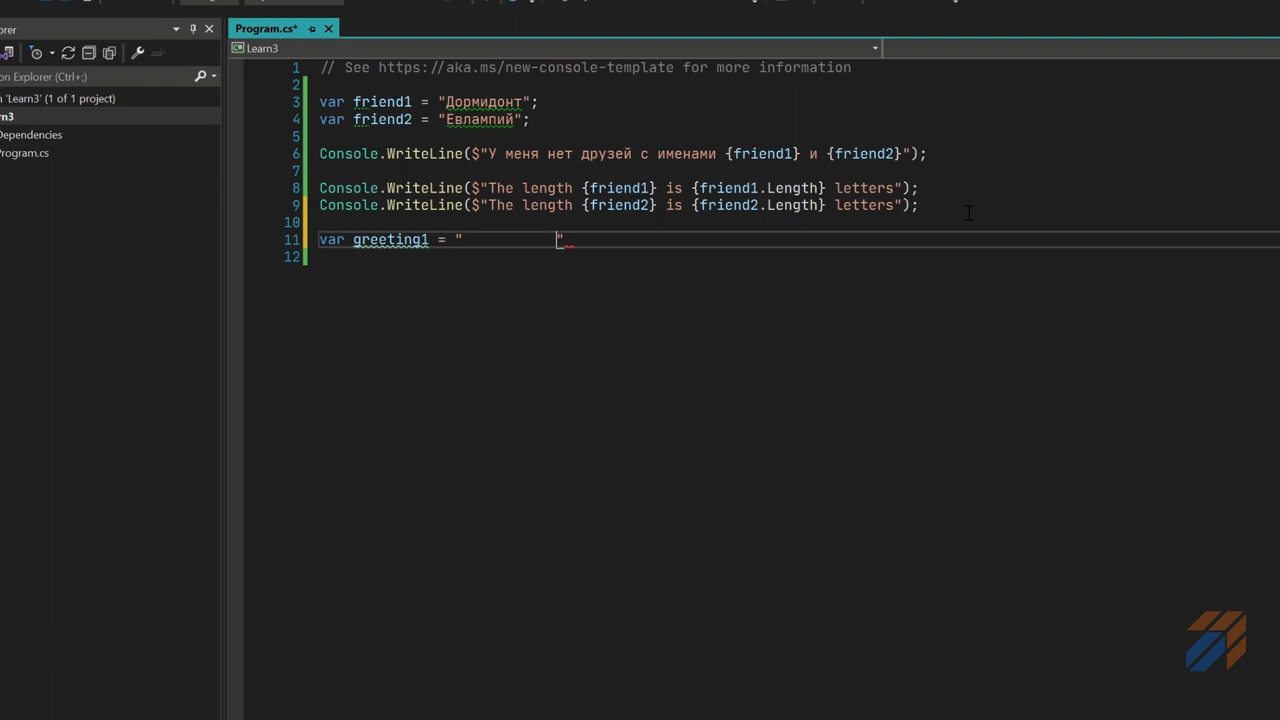 orer
Program.cs*
Learn3
on Explorer (Ctrl+;)
n 'Learn3' (1 of 1 project)
rn3
Dependencies
Program.cs
1 // See https://aka.ms/new-console-template for more information
2
3 var friend1 = "Дормидонт";
4 var friend2 = "Евлампий";
5
6 Console.WriteLine($"У меня нет друзей с именами {friend1} и {friend2}");
7
8 Console.WriteLine($"The length {friend1} is {friend1.Length} letters");
9 Console.WriteLine($"The length {friend2} is {friend2.Length} letters");
10
11 var greeting1 = "           "
12